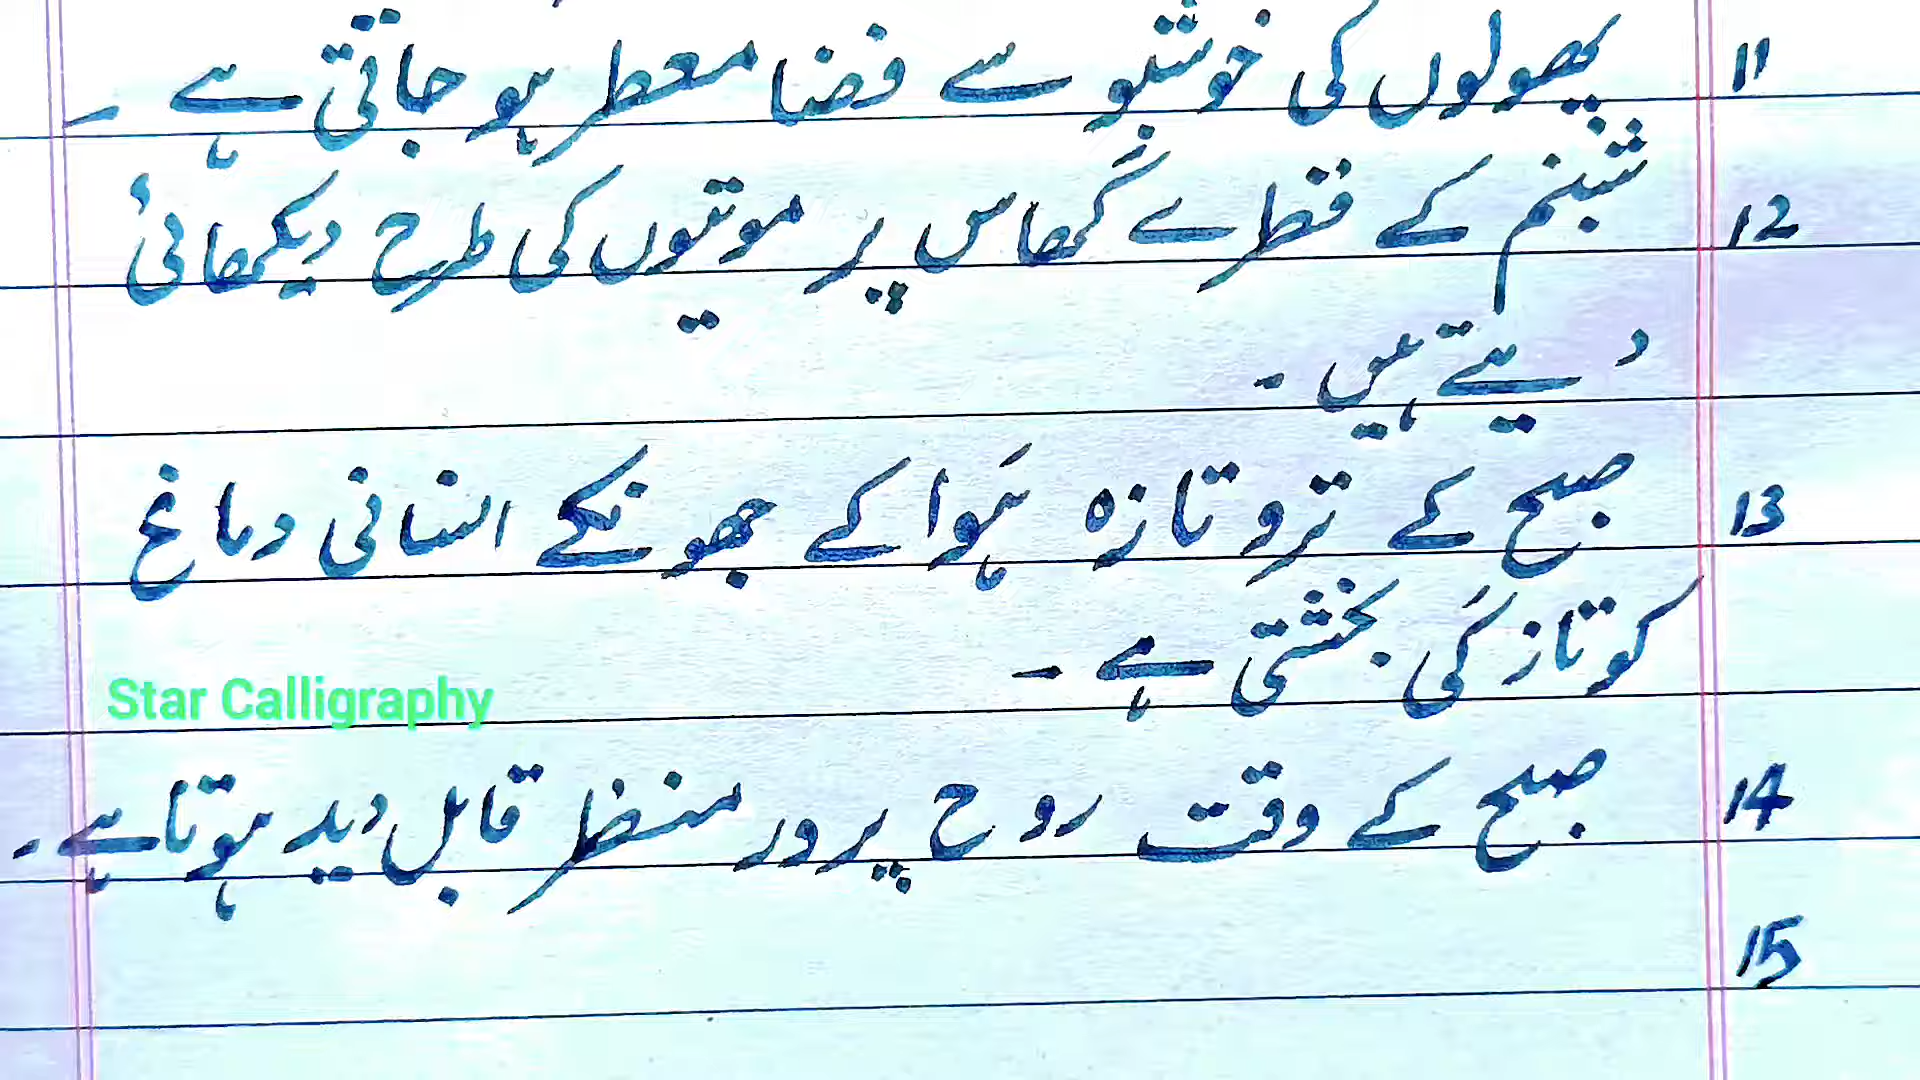 11 پھولوں کی خوشبو سے فضا معطر ہو جاتی ہے ۔
12 شبنم کے قطرے گھاس پر موتیوں کی طرح دیکھائی
دیتے ہیں ۔
13 صبح کے تروتازہ ہَوا کے جھونکے انسانی دماغ
کو تازگی بخشتی ہے ۔
Star Calligraphy
14 صبح کے وقت روح پرور منظر قابل دید ہوتا ہے ۔
15